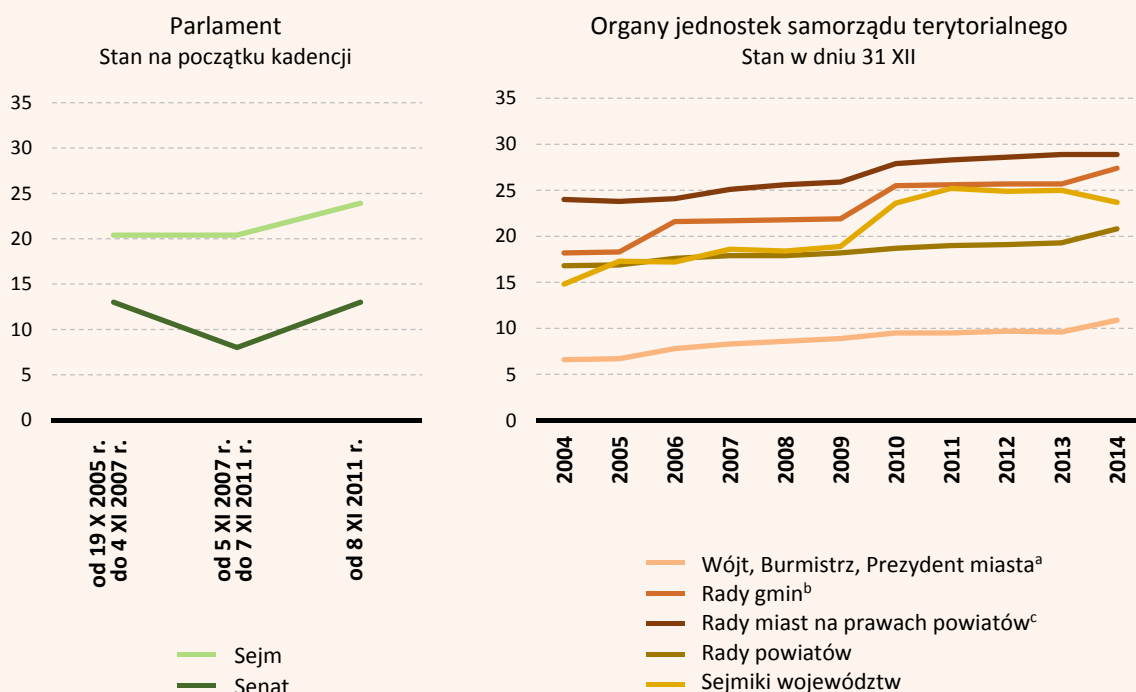 Parlament
Stan na początku kadencji
35
30
25
20
15
10
5
0
od 19 X 2005 r.
do 4 XI 2007 r.
od 5 XI 2007 r.
do 7 XI 2011 r.
od 8 XI 2011 r.
Sejm
Senat
Organy jednostek samorządu terytorialnego
Stan w dniu 31 XII
35
30
25
20
15
10
5
0
2004
2005
2006
2007
2008
2009
2010
2011
2012
2013
2014
Wójt, Burmistrz, Prezydent miastaᵃ
Rady gminᵇ
Rady miast na prawach powiatówᶜ
Rady powiatów
Sejmiki województw